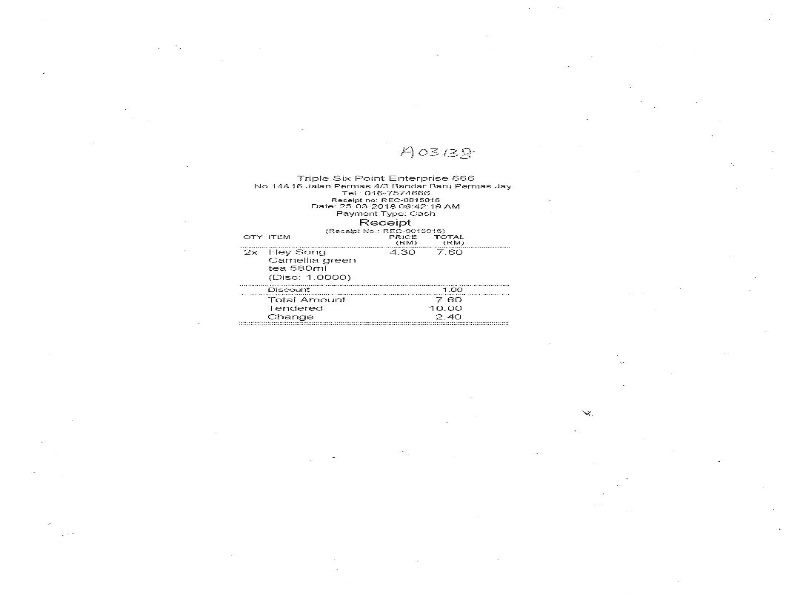 A03138
Triple Six Point Enterprise 666
No 14&16 Jalan Permas 4/3 Bandar Baru Permas Jay
Tel : 016-7574666
Receipt no: REC-0015016
Date: 25-03-2018 09:42:19 AM
Payment Type: Cash
Receipt
(Receipt No : REC-0015016)
QTY ITEM PRICE TOTAL
(RM) (RM)
2x Hey Song 4.30 7.60
Camellia green
tea 580ml
(Disc: 1.0000)
Discount 1.00
Total Amount 7.60
Tendered 10.00
Change 2.40